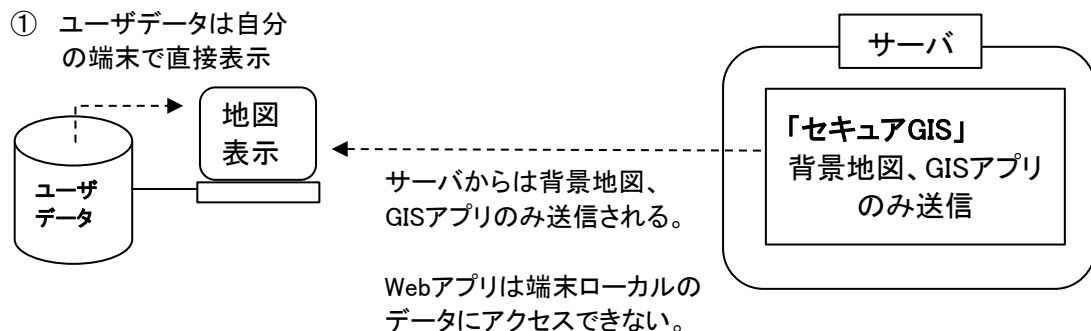 ① ユーザデータは自分
の端末で直接表示
ユーザ
データ
地図
表示
サーバからは背景地図、
GISアプリのみ送信される。
Webアプリは端末ローカルの
データにアクセスできない。
サーバ
「セキュアGIS」
背景地図、GISアプリ
のみ送信